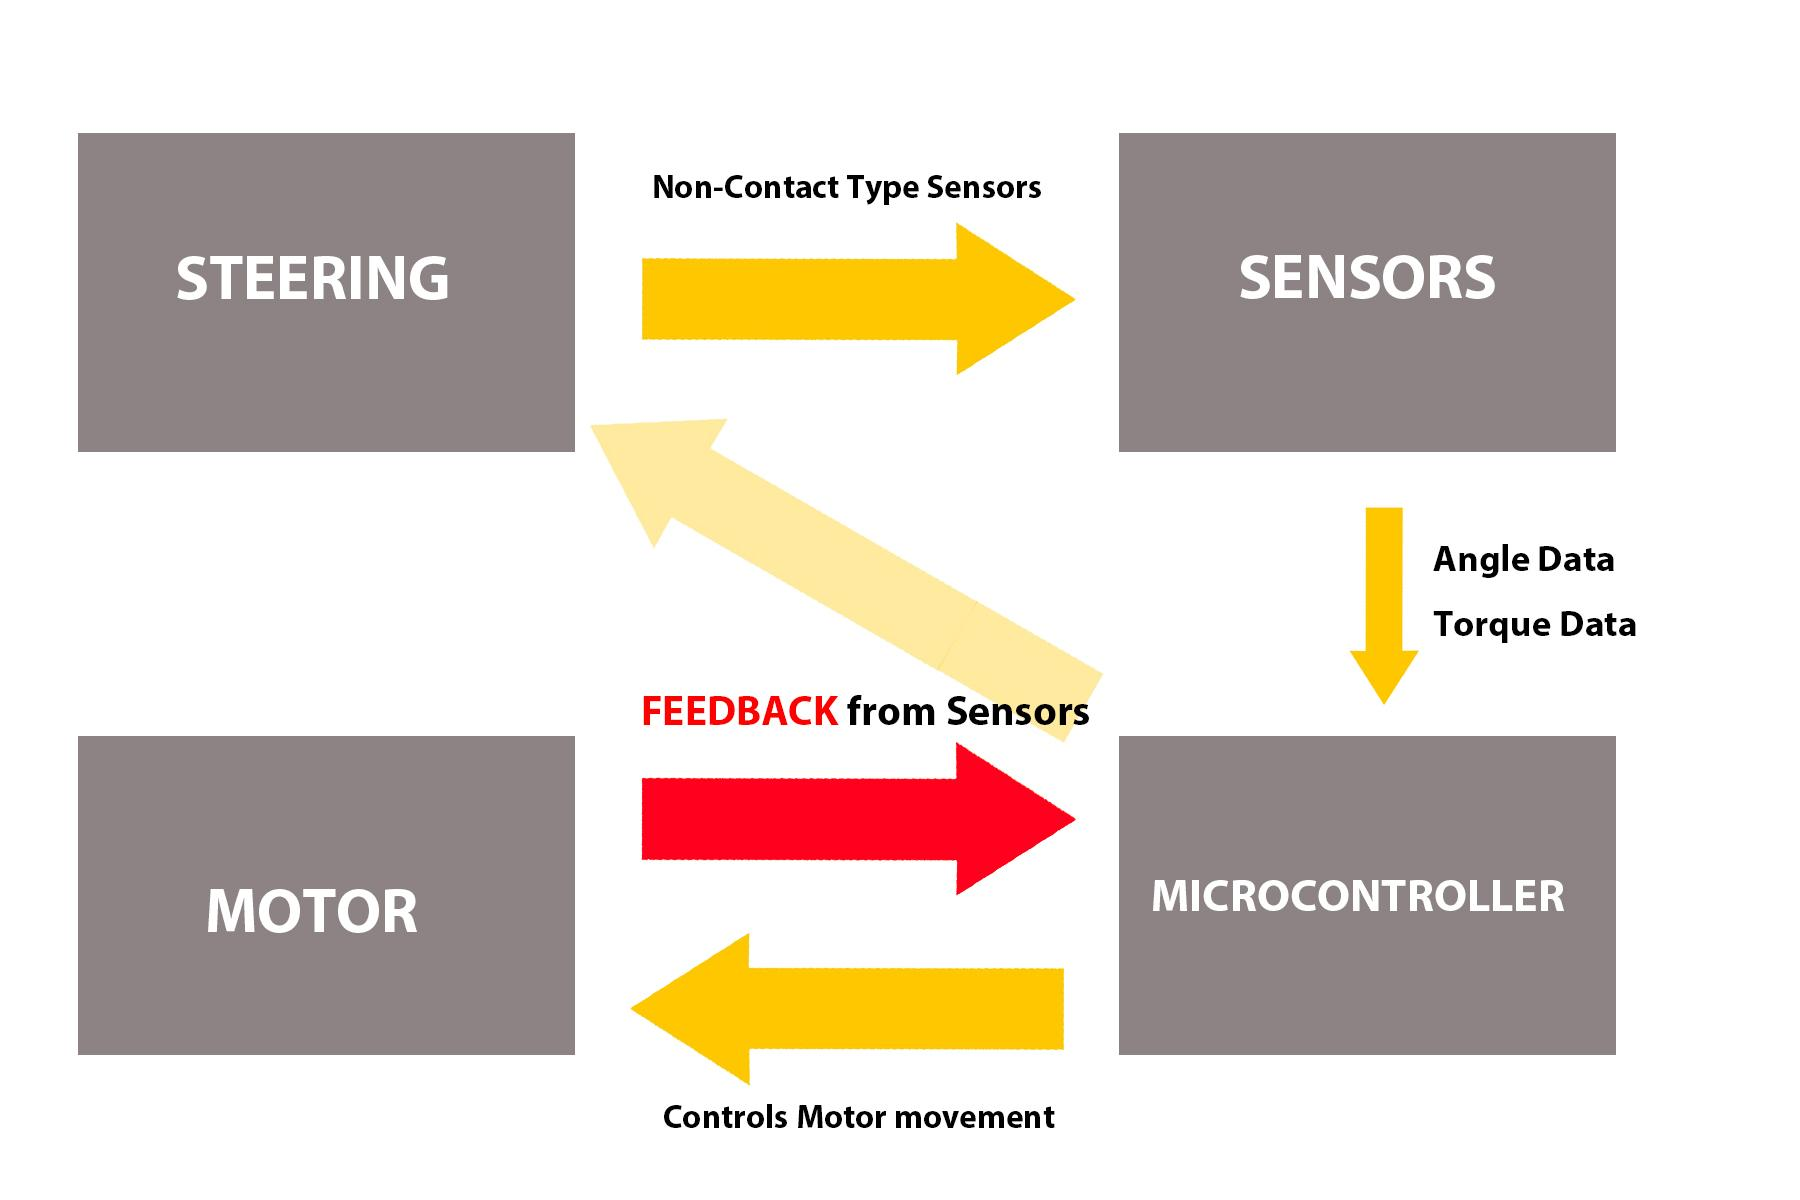 STEERING
Non-Contact Type Sensors
SENSORS
Angle Data
Torque Data
FEEDBACK from Sensors
MOTOR
MICROCONTROLLER
Controls Motor movement